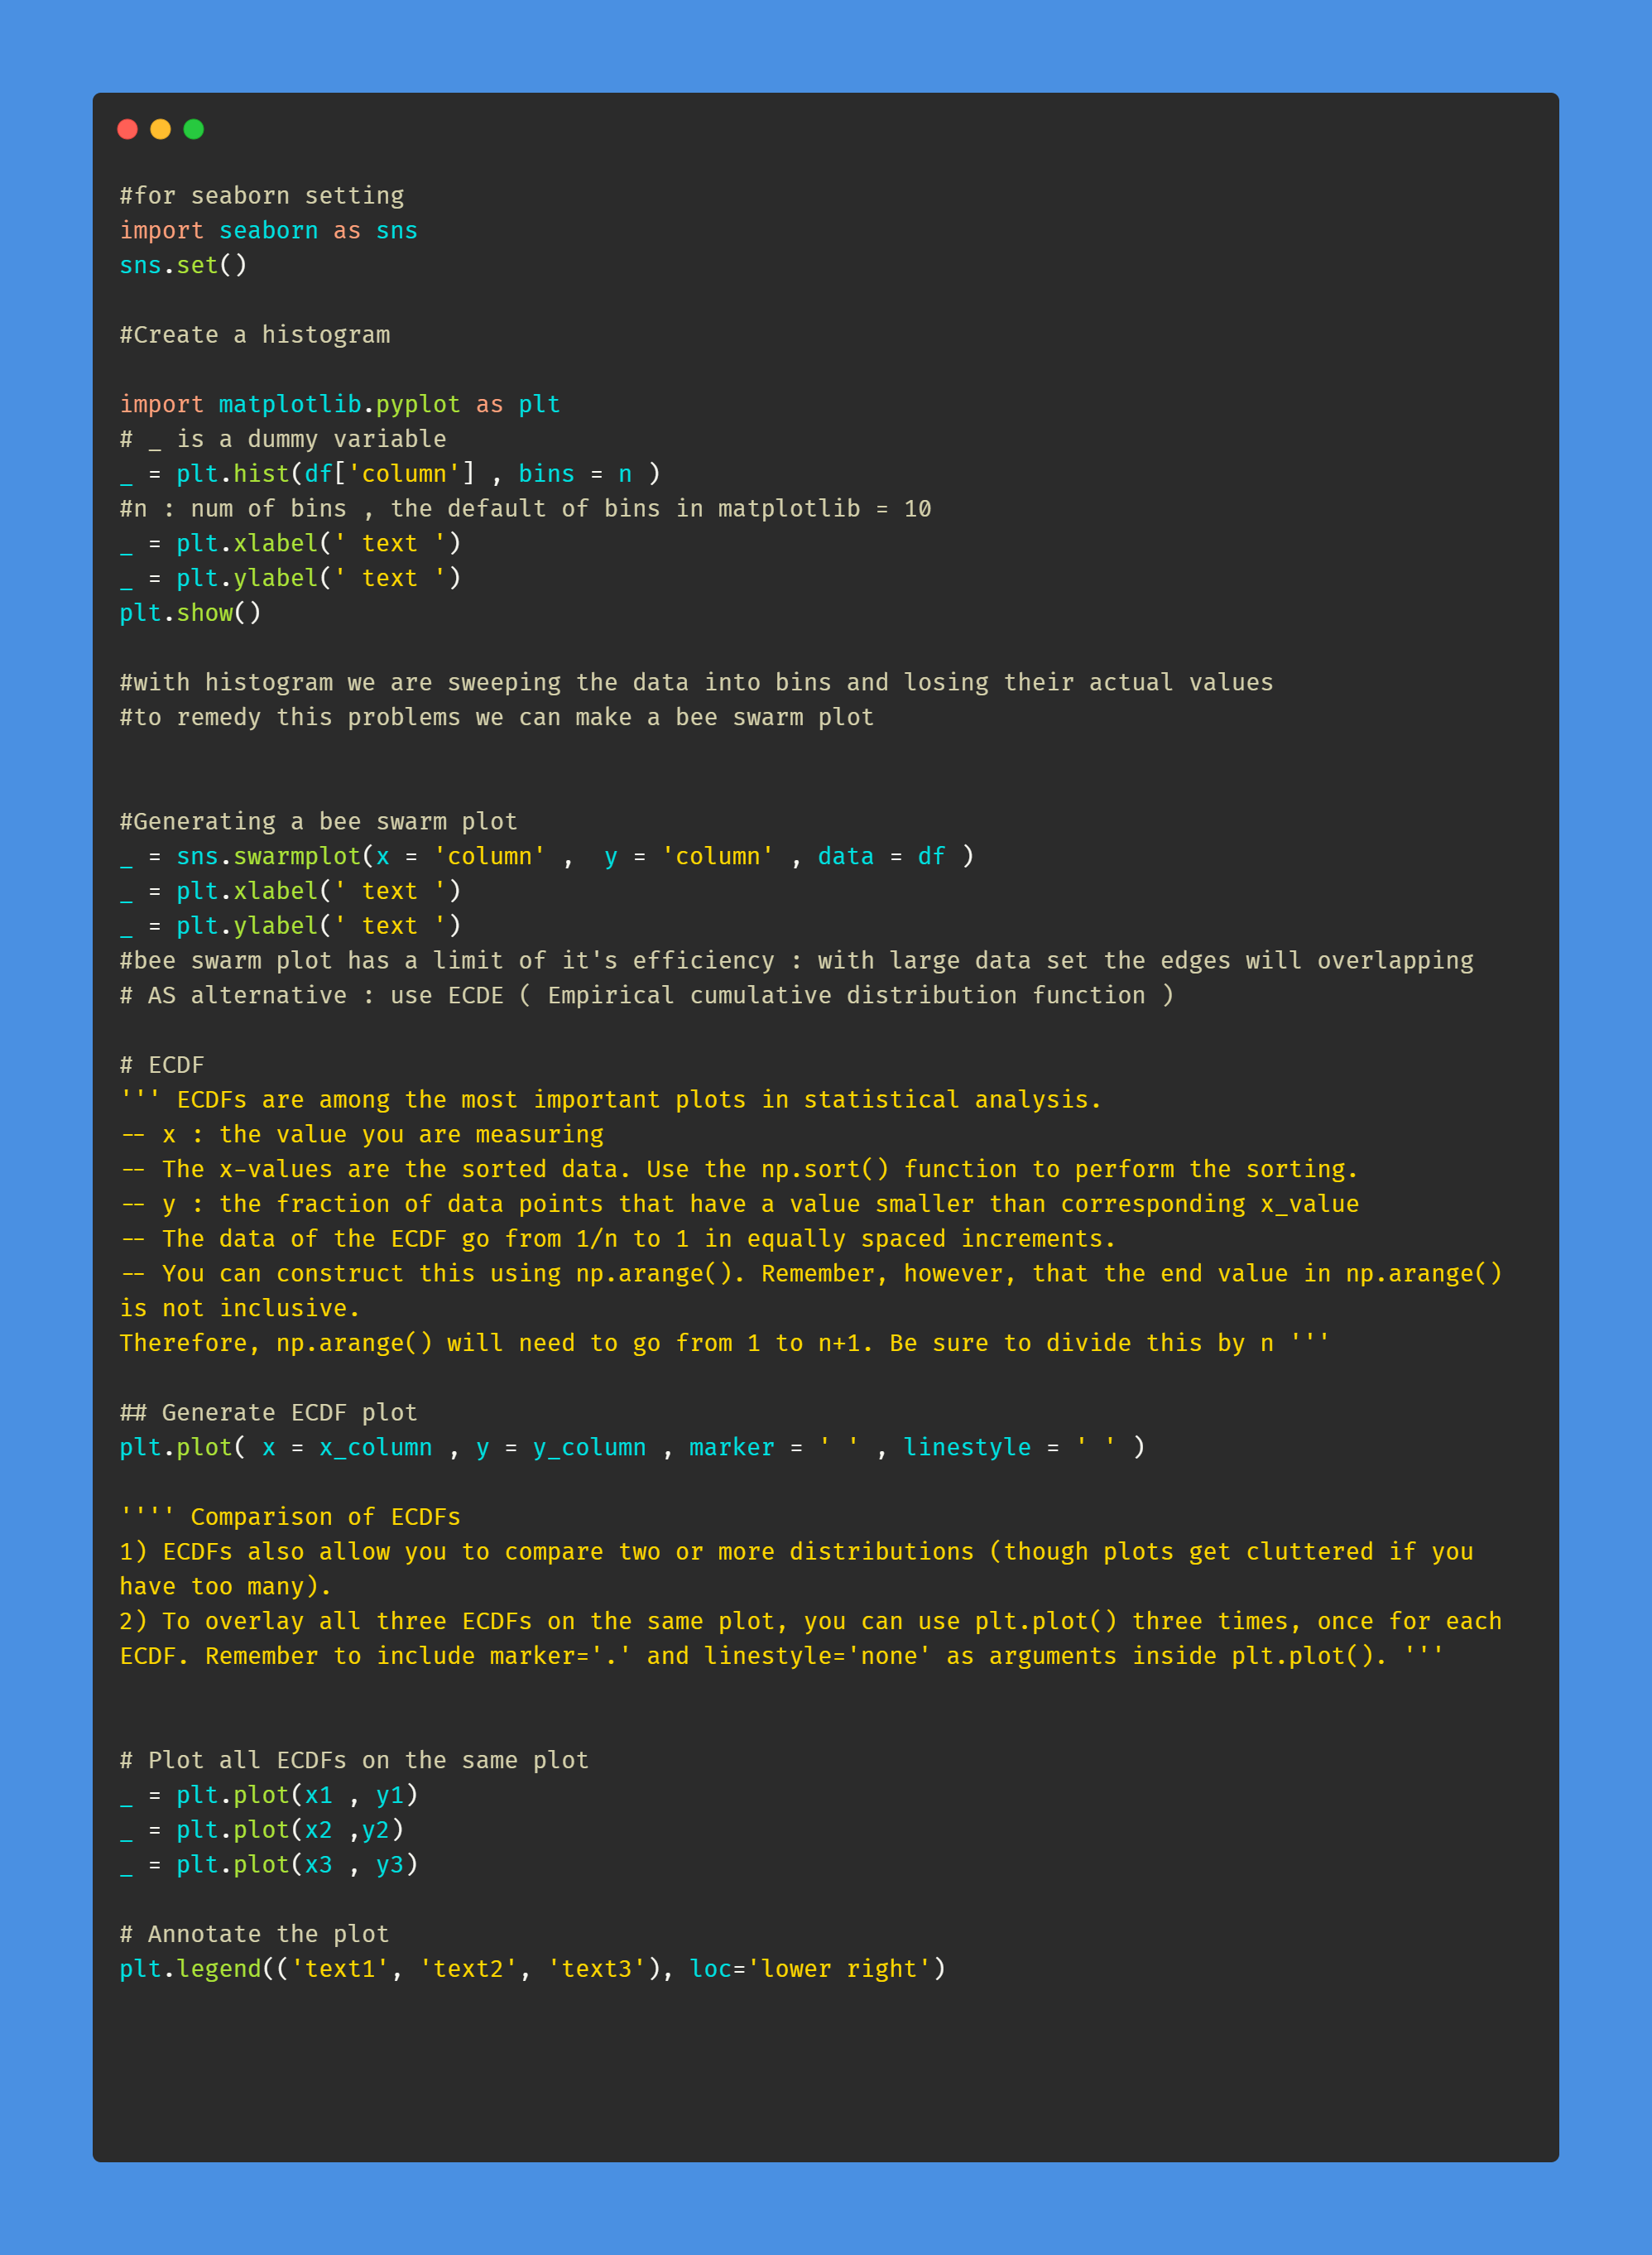 #for seaborn setting
import seaborn as sns
sns.set()
#Create a histogram
import matplotlib.pyplot as plt
# _ is a dummy variable
_ = plt.hist(df['column'] , bins = n )
#n : num of bins , the default of bins in matplotlib = 10
_ = plt.xlabel(' text ')
_ = plt.ylabel(' text ')
plt.show()
#with histogram we are sweeping the data into bins and losing their actual values
#to remedy this problems we can make a bee swarm plot
#Generating a bee swarm plot
_ = sns.swarmplot(x = 'column' ,  y = 'column' , data = df )
_ = plt.xlabel(' text ')
_ = plt.ylabel(' text ')
#bee swarm plot has a limit of it's efficiency : with large data set the edges will overlapping
# AS alternative : use ECDE ( Empirical cumulative distribution function )
# ECDF
''' ECDFs are among the most important plots in statistical analysis.
-- x : the value you are measuring
-- The x-values are the sorted data. Use the np.sort() function to perform the sorting.
-- y : the fraction of data points that have a value smaller than corresponding x_value
-- The data of the ECDF go from 1/n to 1 in equally spaced increments.
-- You can construct this using np.arange(). Remember, however, that the end value in np.arange()
is not inclusive.
Therefore, np.arange() will need to go from 1 to n+1. Be sure to divide this by n '''
## Generate ECDF plot
plt.plot( x = x_column , y = y_column , marker = ' ' , linestyle = ' ' )
'''' Comparison of ECDFs
1) ECDFs also allow you to compare two or more distributions (though plots get cluttered if you
have too many).
2) To overlay all three ECDFs on the same plot, you can use plt.plot() three times, once for each
ECDF. Remember to include marker='.' and linestyle='none' as arguments inside plt.plot(). '''
# Plot all ECDFs on the same plot
_ = plt.plot(x1 , y1)
_ = plt.plot(x2 ,y2)
_ = plt.plot(x3 , y3)
# Annotate the plot
plt.legend(('text1', 'text2', 'text3'), loc='lower right')